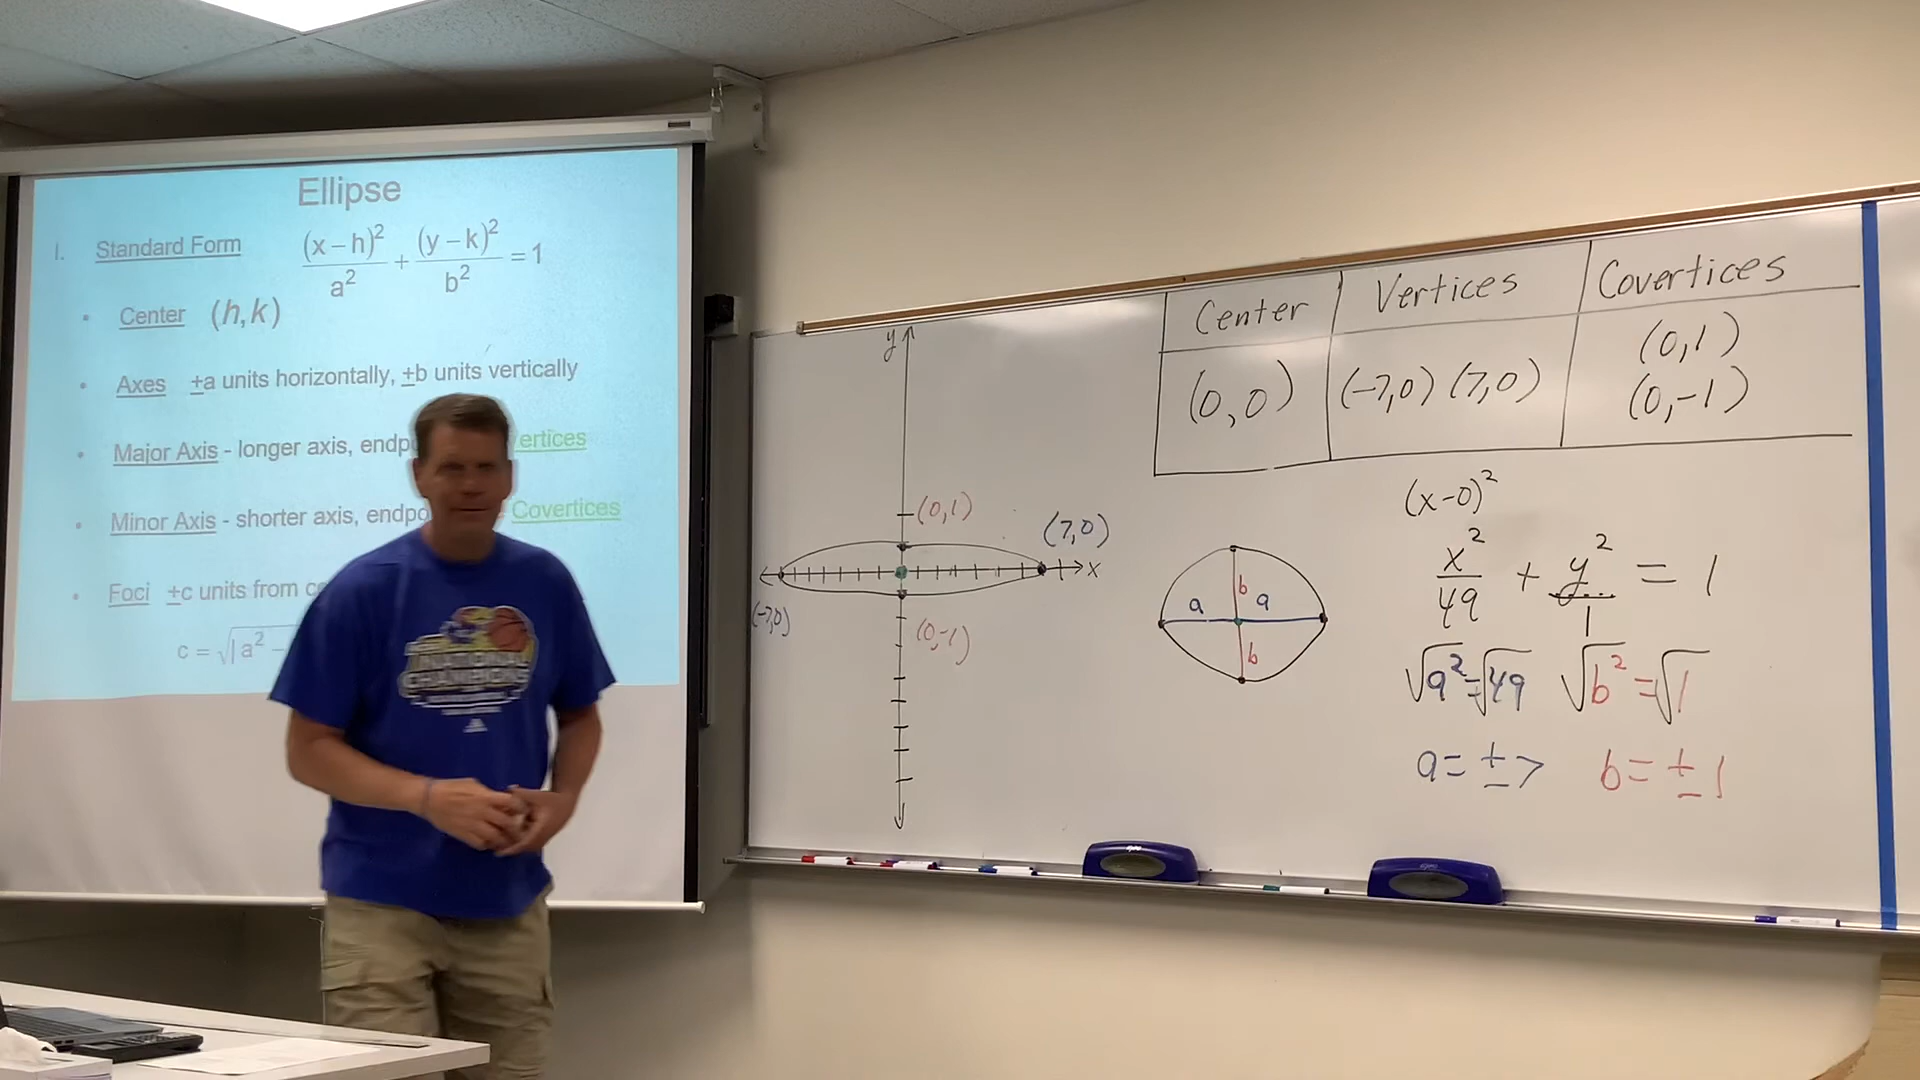 Ellipse
I. Standard Form (x – h)² / a² + (y – k)² / b² = 1
• Center (h, k)
• Axes ±a units horizontally, ±b units vertically
• Major Axis - longer axis, endp ertices
• Minor Axis - shorter axis, endpo Covertices
• Foci ±c units from c
c = √|a² –
NATIONAL
CHAMPIONS
Center Vertices Covertices
(0,0) (-7,0) (7,0) (0,1)
(0,-1)
y
(0,1)
(7,0)
x
(-7,0)
(0,-1)
b
a a
b
(x-0)²
x²/49 + y²/1 = 1
√a² = √49 √b² = √1
a = ±7 b = ±1